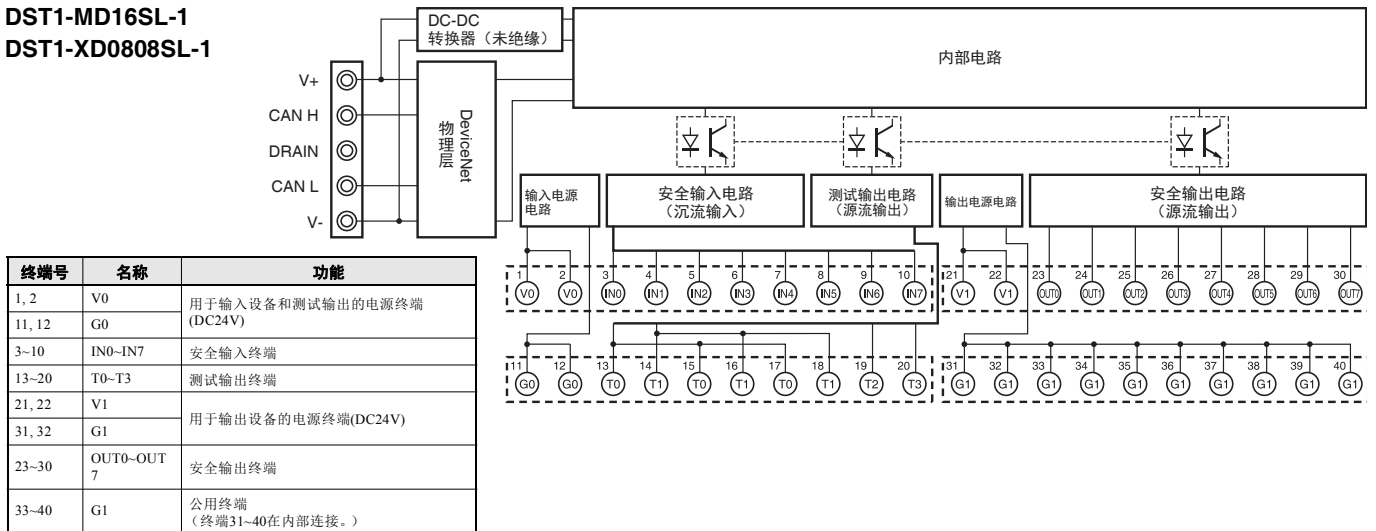 DST1-MD16SL-1
DST1-XD0808SL-1
DC-DC
转换器（未绝缘）
内部电路
V+
CAN H
DRAIN
CAN L
V-
DeviceNet
物理层
输入电源
电路
安全输入电路
（沉流输入）
测试输出电路
（源流输出）
输出电源电路
安全输出电路
（源流输出）
1 2 3 4 5 6 7 8 9 10 21 22 23 24 25 26 27 28 29 30
V0 V0 IN0 IN1 IN2 IN3 IN4 IN5 IN6 IN7 V1 V1 OUT0 OUT1 OUT2 OUT3 OUT4 OUT5 OUT6 OUT7
11 12 13 14 15 16 17 18 19 20 31 32 33 34 35 36 37 38 39 40
G0 G0 T0 T1 T0 T1 T0 T1 T2 T3 G1 G1 G1 G1 G1 G1 G1 G1 G1 G1
终端号 名称 功能
1, 2 V0 用于输入设备和测试输出的电源终端
11, 12 G0 (DC24V)
3~10 IN0~IN7 安全输入终端
13~20 T0~T3 测试输出终端
21, 22 V1 用于输出设备的电源终端(DC24V)
31, 32 G1
23~30 OUT0~OUT
7 安全输出终端
33~40 G1 公用终端
（终端31~40在内部连接。）